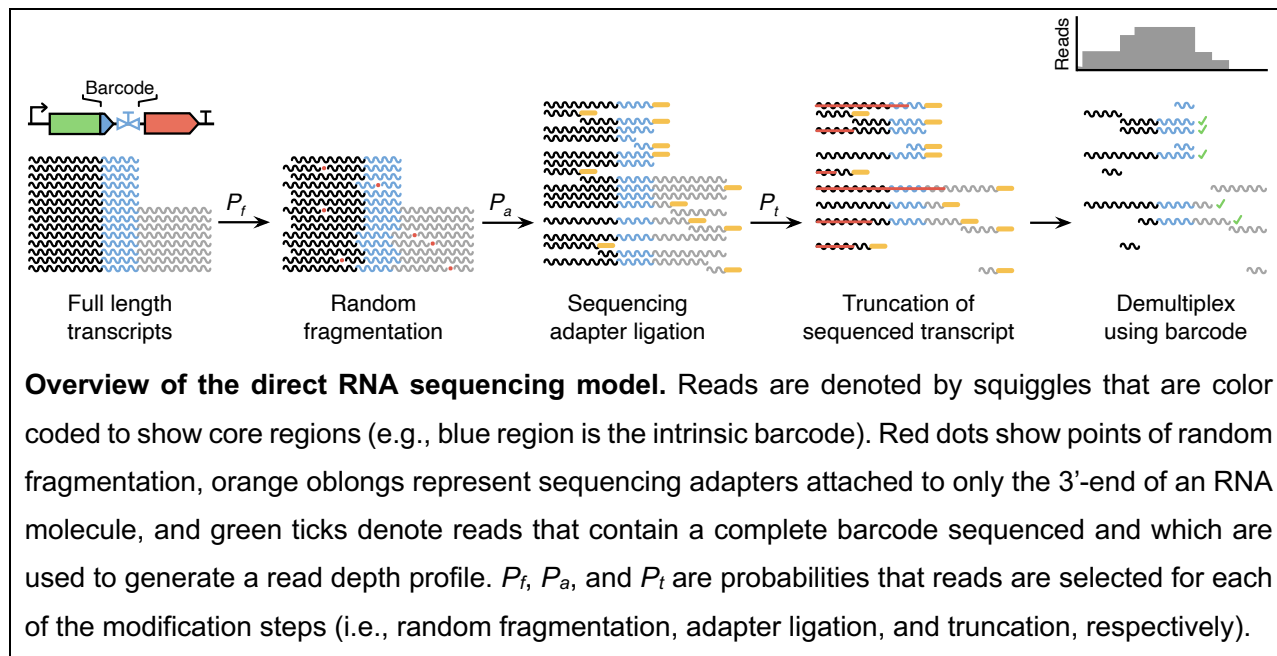 Reads
Barcode
T
T
Pf
Pa
Pt
Full length
transcripts
Random
fragmentation
Sequencing
adapter ligation
Truncation of
sequenced transcript
Demultiplex
using barcode
Overview of the direct RNA sequencing model. Reads are denoted by squiggles that are color
coded to show core regions (e.g., blue region is the intrinsic barcode). Red dots show points of random
fragmentation, orange oblongs represent sequencing adapters attached to only the 3’-end of an RNA
molecule, and green ticks denote reads that contain a complete barcode sequenced and which are
used to generate a read depth profile. Pf, Pa, and Pt are probabilities that reads are selected for each
of the modification steps (i.e., random fragmentation, adapter ligation, and truncation, respectively).